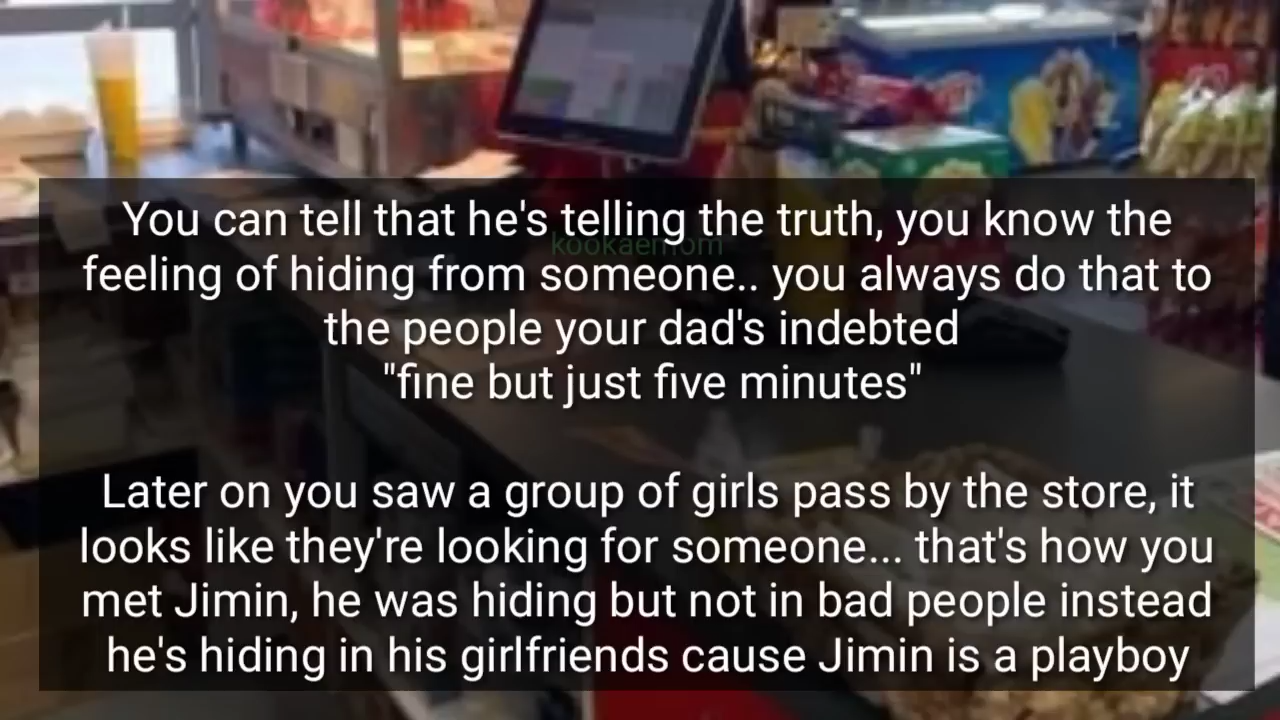 You can tell that he's telling the truth, you know the
kookaemom
feeling of hiding from someone.. you always do that to
the people your dad's indebted
"fine but just five minutes"
Later on you saw a group of girls pass by the store, it
looks like they're looking for someone... that's how you
met Jimin, he was hiding but not in bad people instead
he's hiding in his girlfriends cause Jimin is a playboy